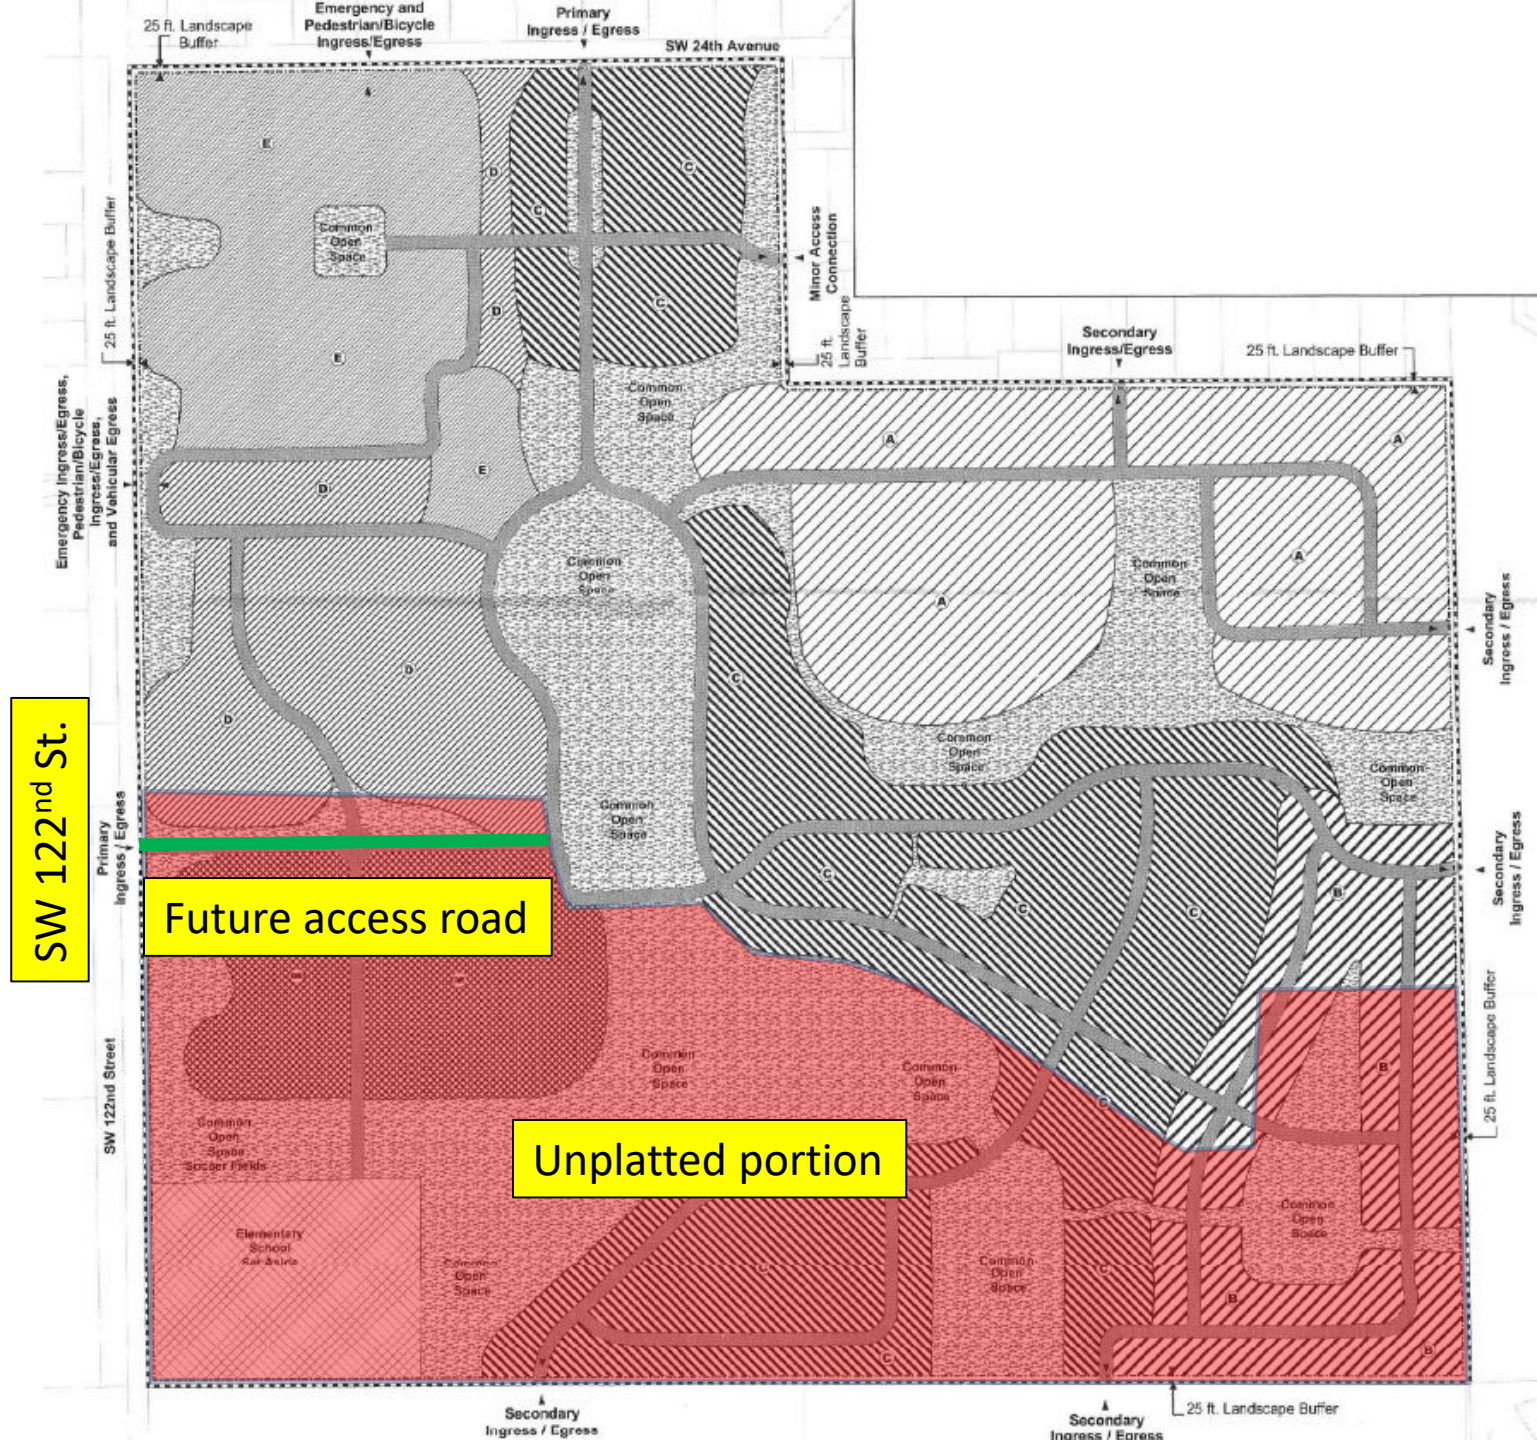 25 ft. Landscape
Buffer
Emergency and
Pedestrian/Bicycle
Ingress/Egress
Primary
Ingress / Egress
SW 24th Avenue
E
D
C
C
25 ft. Landscape Buffer
Common
Open
Space
Minor Access
Connection
D
C
E
25 ft.
Landscape
Buffer
Secondary
Ingress/Egress
25 ft. Landscape Buffer
Emergency Ingress/Egress,
Pedestrian/Bicycle
Ingress/Egress,
and Vehicular Egress
Common
Open
Space
A
A
E
D
Common
Open
Space
Common
Open
Space
A
A
Secondary
Ingress / Egress
D
C
D
SW 122nd St.
Common
Open
Space
Common
Open
Space
Common
Open
Space
Primary
Ingress / Egress
Secondary
Ingress / Egress
C
B
C
C
Future access road
25 ft. Landscape Buffer
SW 122nd Street
Common
Open
Space
Common
Open
Space
B
C
Common
Open
Space
Soccer Fields
Unplatted portion
Elementary
School
Set Aside
Common
Open
Space
Common
Open
Space
Common
Open
Space
C
B
C
B
Secondary
Ingress / Egress
Secondary
Ingress / Egress
25 ft. Landscape Buffer